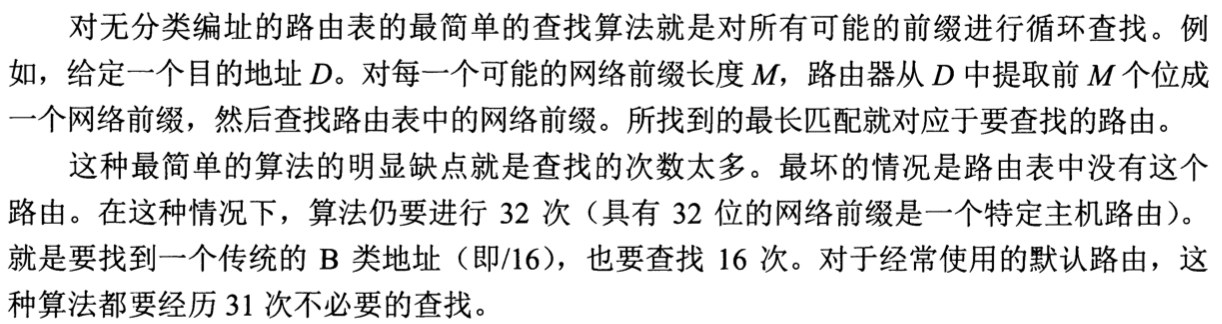 对无分类编址的路由表的最简单的查找算法就是对所有可能的前缀进行循环查找。例
如，给定一个目的地址 D。对每一个可能的网络前缀长度 M，路由器从 D 中提取前 M 个位成
一个网络前缀，然后查找路由表中的网络前缀。所找到的最长匹配就对应于要查找的路由。
这种最简单的算法的明显缺点就是查找的次数太多。最坏的情况是路由表中没有这个
路由。在这种情况下，算法仍要进行 32 次（具有 32 位的网络前缀是一个特定主机路由）。
就是要找到一个传统的 B 类地址（即/16），也要查找 16 次。对于经常使用的默认路由，这
种算法都要经历 31 次不必要的查找。